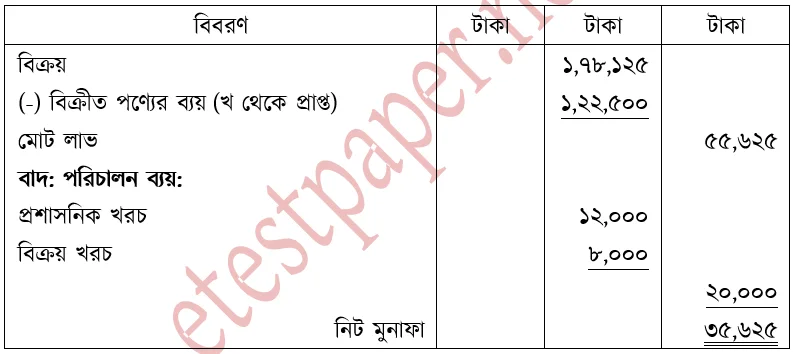 বিবরণ টাকা টাকা টাকা
বিক্রয় ১,৭৮,১২৫
(-) বিক্রীত পণ্যের ব্যয় (খ থেকে প্রাপ্ত) ১,২২,৫০০
মোট লাভ ৫৫,৬২৫
বাদ: পরিচালন ব্যয়:
প্রশাসনিক খরচ ১২,০০০
বিক্রয় খরচ ৮,০০০
২০,০০০
নিট মুনাফা ৩৫,৬২৫